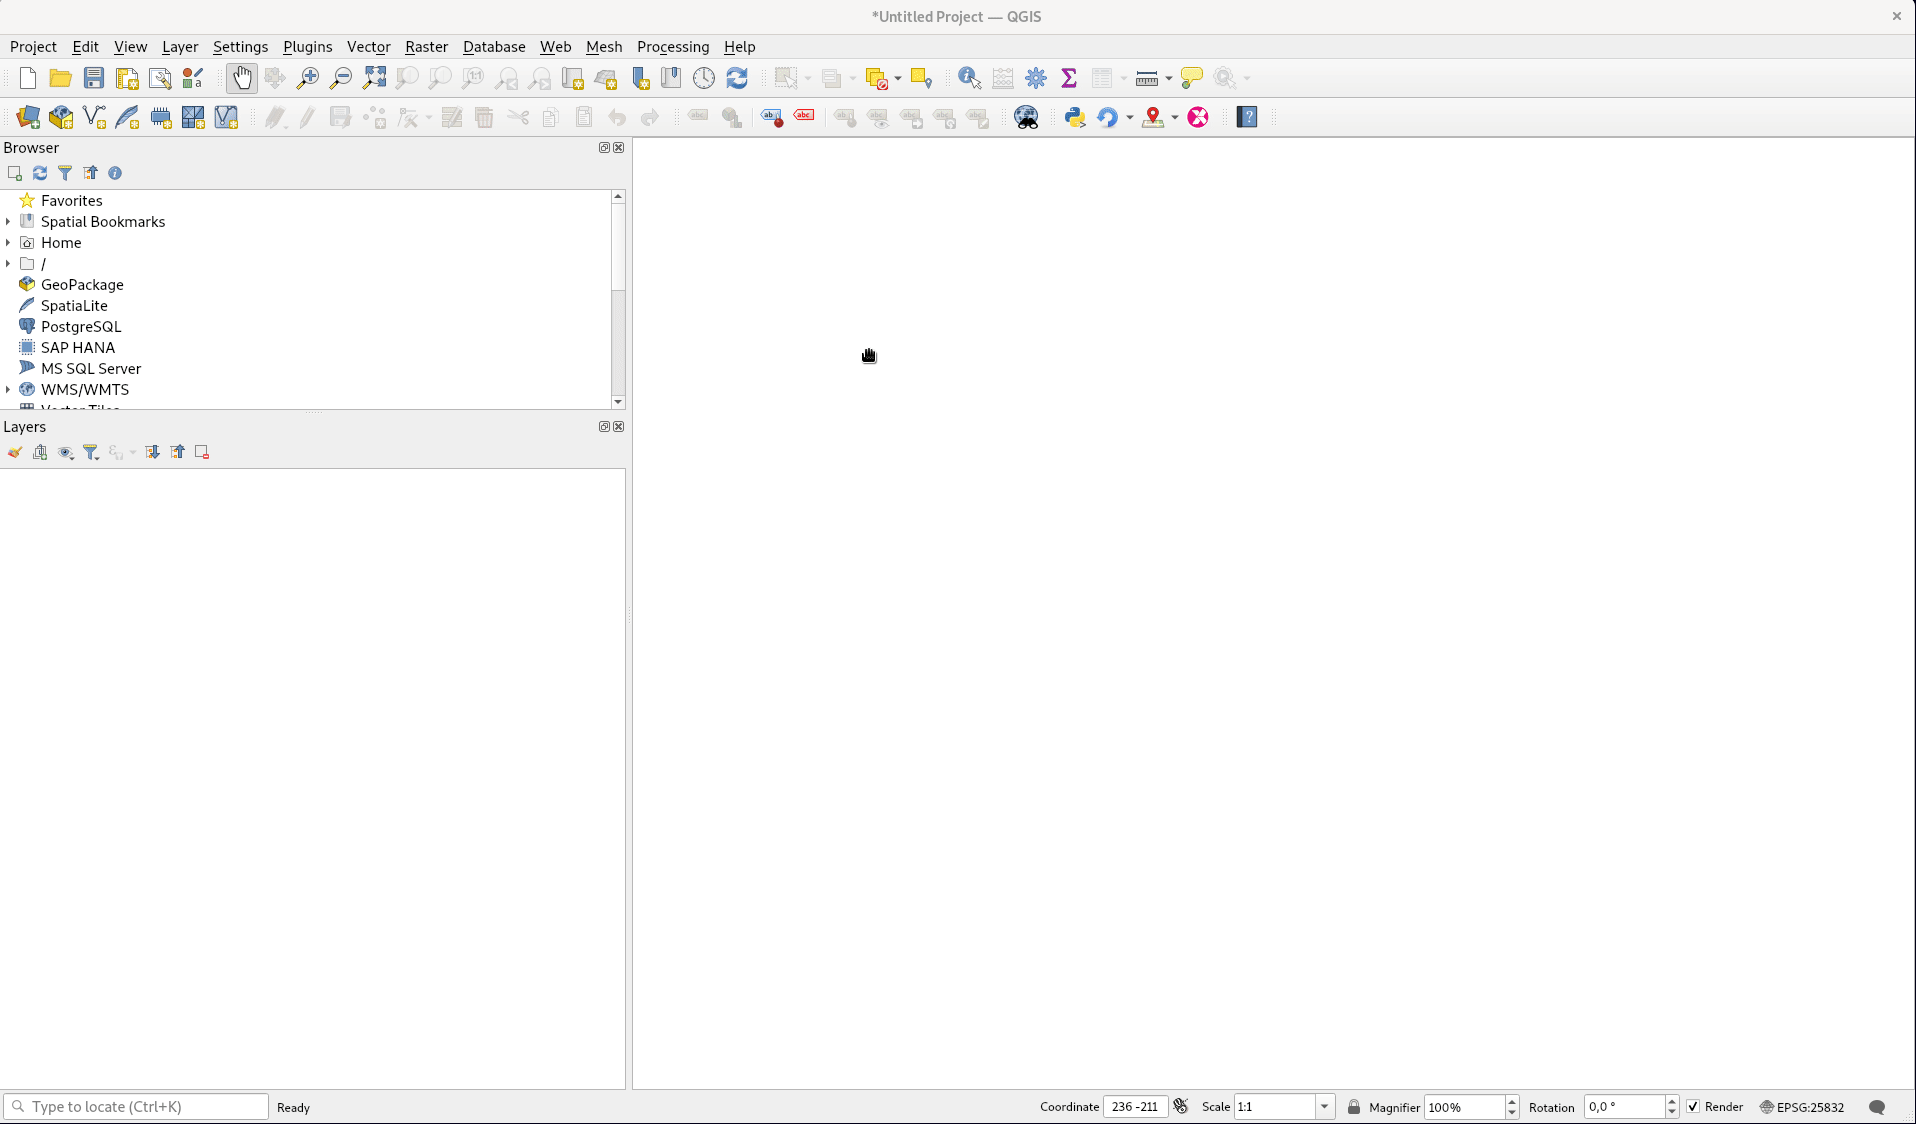 *Untitled Project — QGIS
Project Edit View Layer Settings Plugins Vector Raster Database Web Mesh Processing Help
Browser
Favorites
Spatial Bookmarks
Home
/
GeoPackage
SpatiaLite
PostgreSQL
SAP HANA
MS SQL Server
WMS/WMTS
Vector Tiles
Layers
Type to locate (Ctrl+K) Ready Coordinate 236 -211 Scale 1:1 Magnifier 100% Rotation 0,0 ° Render EPSG:25832